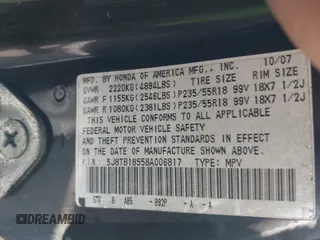 MFD. BY HONDA OF AMERICA MFG., INC. 10/07
GVWR 2220KG(4894LBS) TIRE SIZE RIM SIZE
GAWR F 1155KG(2546LBS)P235/55R18 99V 18X7 1/2J
GAWR R 1080KG(2381LBS)P235/55R18 99V 18X7 1/2J
THIS VEHICLE CONFORMS TO ALL APPLICABLE
FEDERAL MOTOR VEHICLE SAFETY
AND THEFT PREVENTION STANDARDS IN EFFECT
ON THE DATE OF MANUFACTURE SHOWN ABOVE.
V.I.N. 5J8TB18558A006817 TYPE: MPV
B A85 - B92P - A - A
DREAMBID